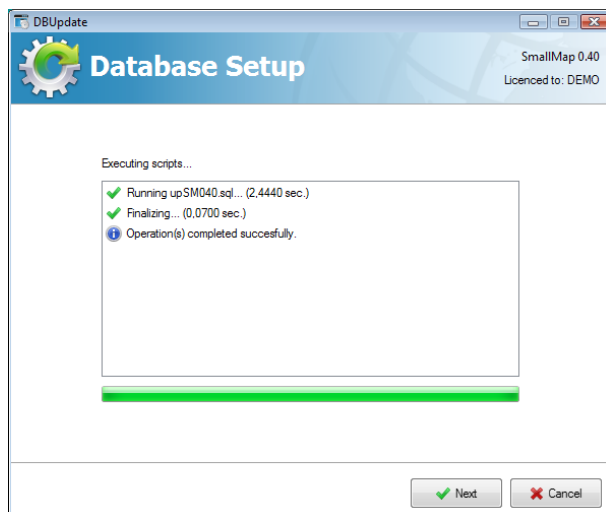 DBUpdate
Database Setup
SmallMap 0.40
Licenced to: DEMO
Executing scripts...
Running upSM040.sql... (2,4440 sec.)
Finalizing... (0,0700 sec.)
Operation(s) completed succesfully.
Next
Cancel